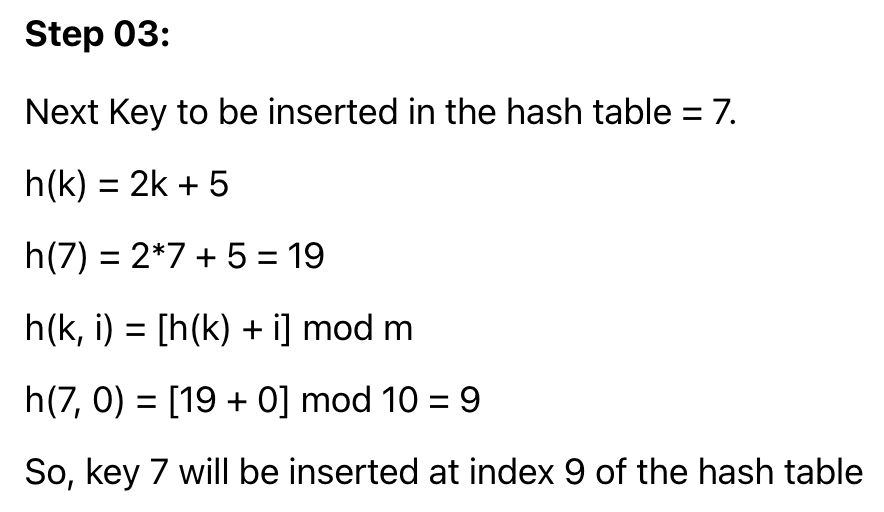 Step 03:
Next Key to be inserted in the hash table = 7.
h(k) = 2k + 5
h(7) = 2*7 + 5 = 19
h(k, i) = [h(k) + i] mod m
h(7, 0) = [19 + 0] mod 10 = 9
So, key 7 will be inserted at index 9 of the hash table